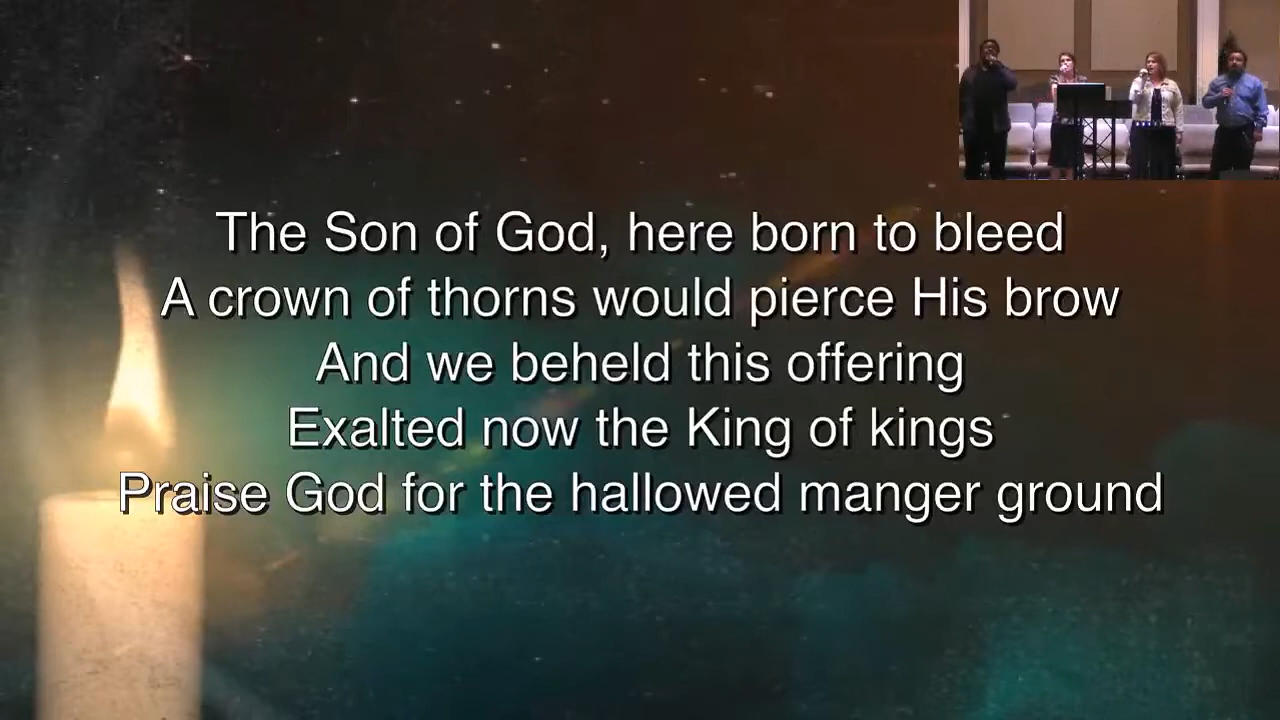 The Son of God, here born to bleed
A crown of thorns would pierce His brow
And we beheld this offering
Exalted now the King of kings
Praise God for the hallowed manger ground